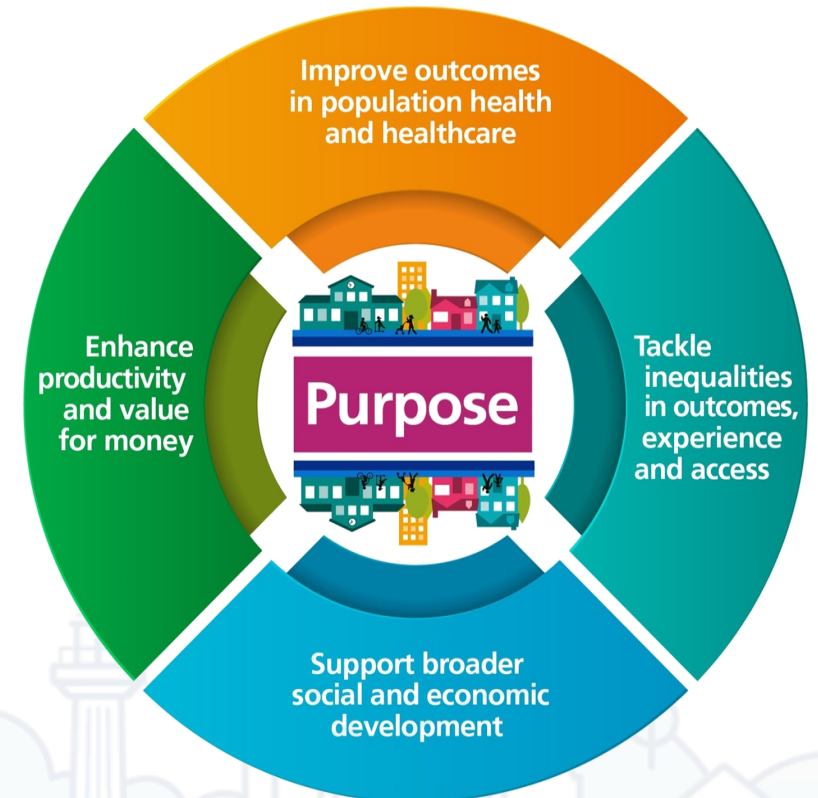 Improve outcomes
in population health
and healthcare
Enhance
productivity
and value
for money
Purpose
Tackle
inequalities
in outcomes,
experience
and access
Support broader
social and economic
development